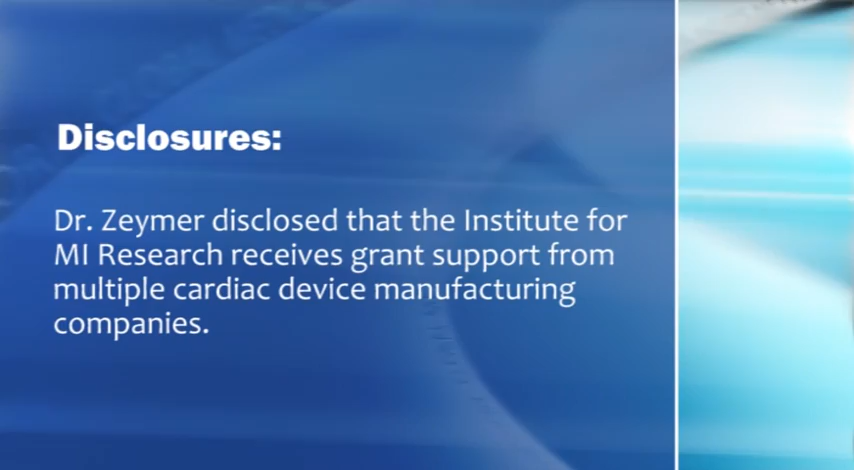 Disclosures:
Dr. Zeymer disclosed that the Institute for
MI Research receives grant support from
multiple cardiac device manufacturing
companies.